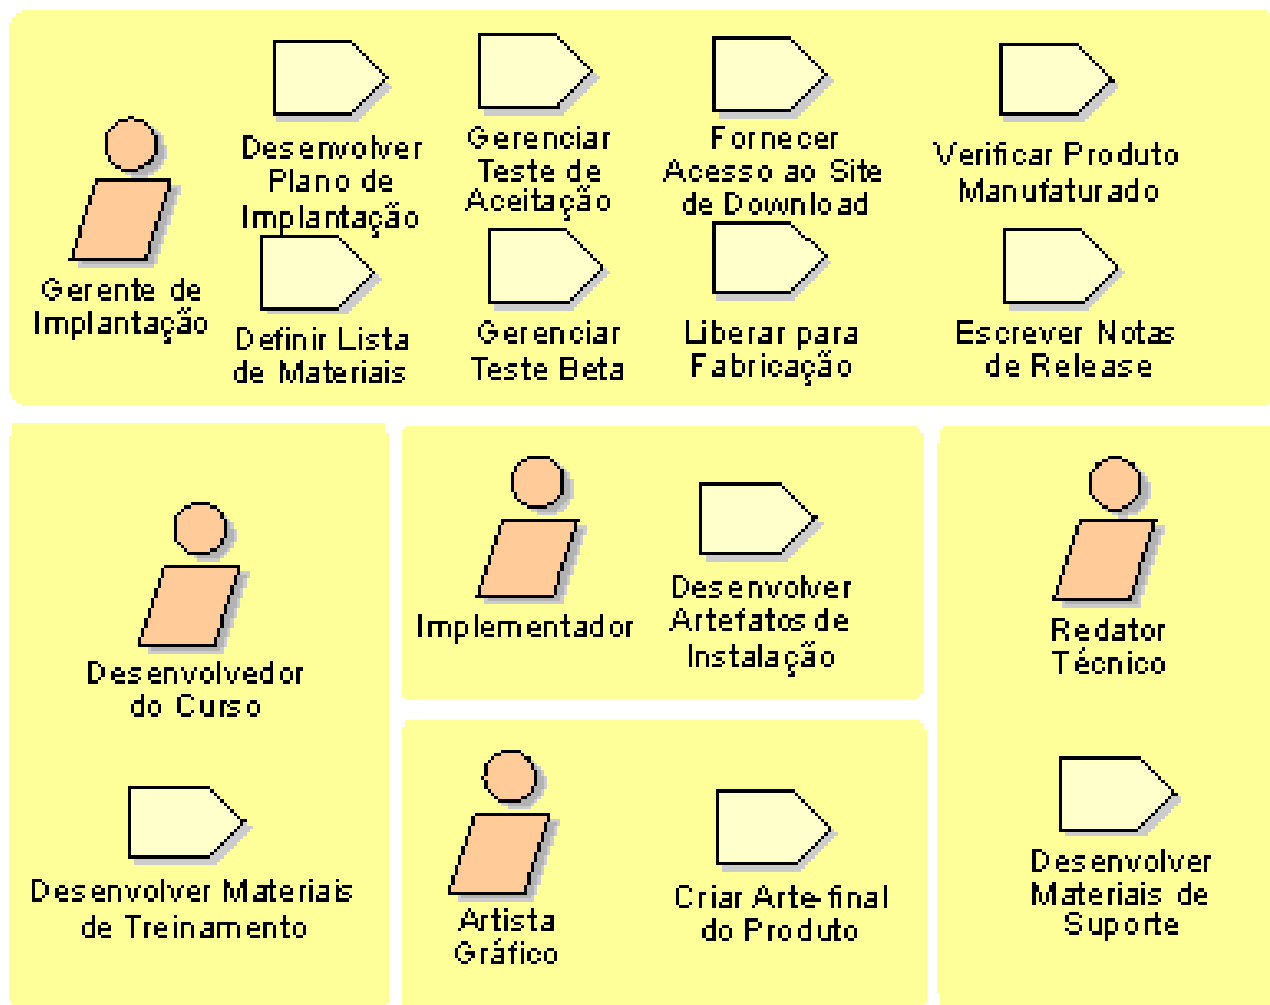 Gerente de
Implantação
Desenvolver
Plano de
Implantação
Gerenciar
Teste de
Aceitação
Fornecer
Acesso ao Site
de Download
Verificar Produto
Manufaturado
Definir Lista
de Materiais
Gerenciar
Teste Beta
Liberar para
Fabricação
Escrever Notas
de Release
Desenvolvedor
do Curso
Desenvolver Materiais
de Treinamento
Implementador
Desenvolver
Artefatos de
Instalação
Artista
Gráfico
Criar Arte-final
do Produto
Redator
Técnico
Desenvolver
Materiais de
Suporte